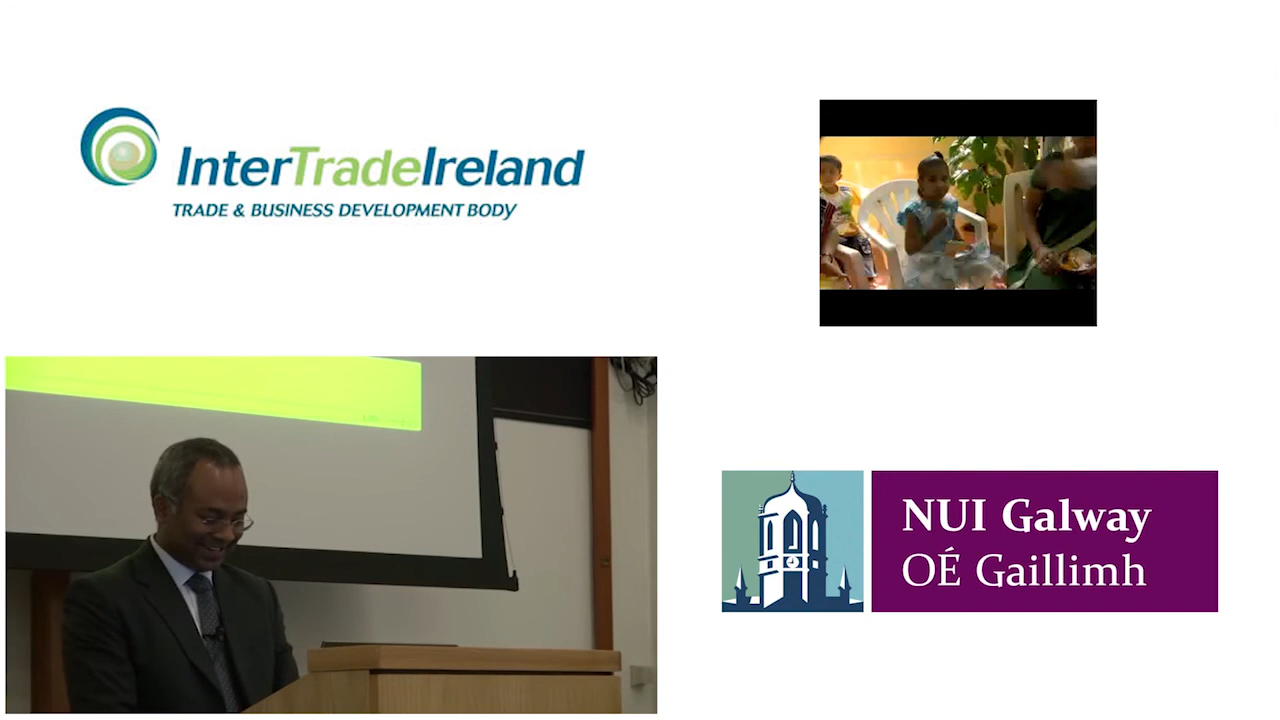 InterTradeIreland
TRADE & BUSINESS DEVELOPMENT BODY
NUI Galway
OÉ Gaillimh